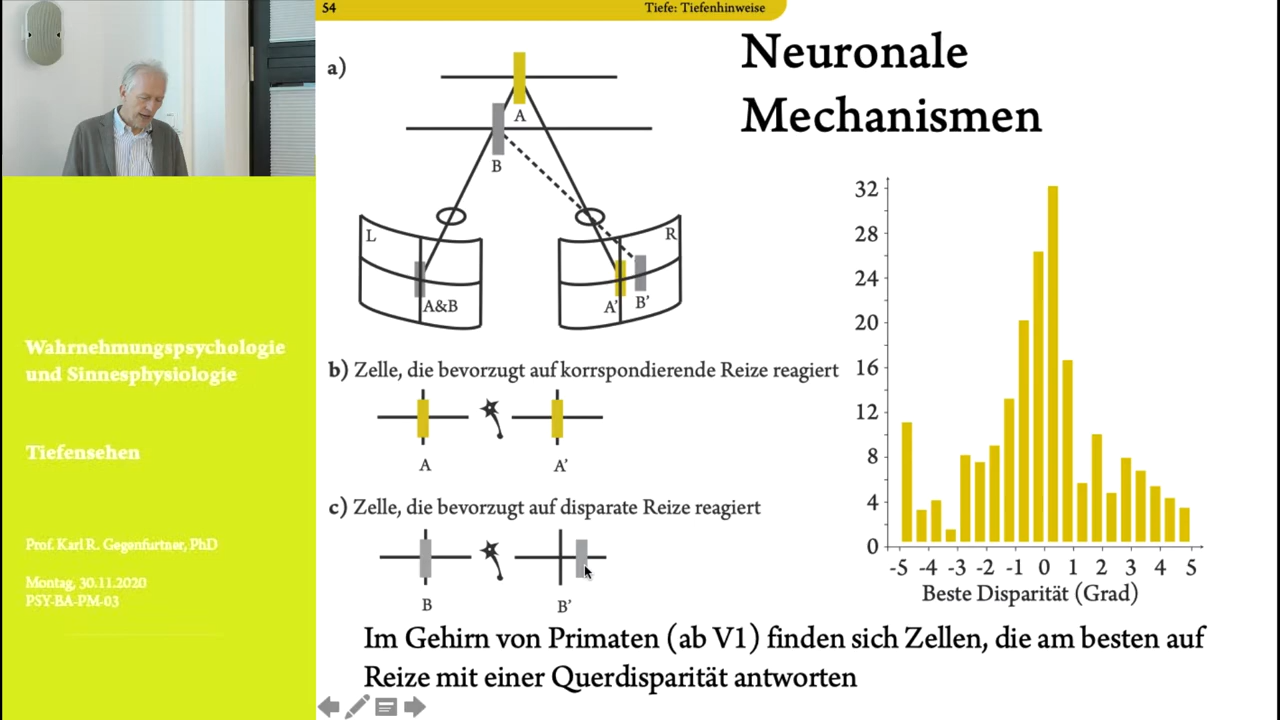 54
Tiefe: Tiefenhinweise
Neuronale
Mechanismen
a)
A
B
L
R
A&B
A'
B'
b) Zelle, die bevorzugt auf korrspondierende Reize reagiert
A
A'
c) Zelle, die bevorzugt auf disparate Reize reagiert
B
B'
32
28
24
20
16
12
8
4
0
-5 -4 -3 -2 -1 0 1 2 3 4 5
Beste Disparität (Grad)
Im Gehirn von Primaten (ab V1) finden sich Zellen, die am besten auf
Reize mit einer Querdisparität antworten
Wahrnehmungspsychologie
und Sinnesphysiologie
Tiefensehen
Prof. Karl R. Gegenfurtner, PhD
Montag, 30.11.2020
PSY-BA-PM-03